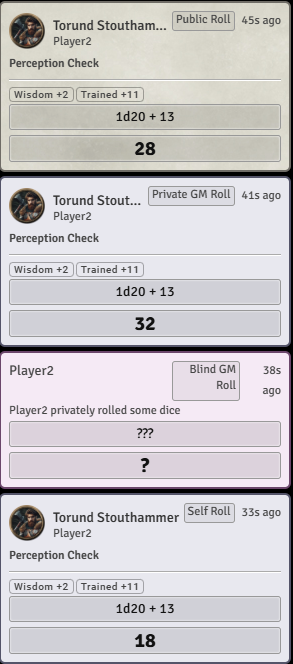 Torund Stoutham... Public Roll 45s ago
Player2
Perception Check
Wisdom +2 Trained +11
1d20 + 13
28
Torund Stout... Private GM Roll 41s ago
Player2
Perception Check
Wisdom +2 Trained +11
1d20 + 13
32
Player2 Blind GM 38s
Roll ago
Player2 privately rolled some dice
???
?
Torund Stouthammer Self Roll 33s ago
Player2
Perception Check
Wisdom +2 Trained +11
1d20 + 13
18